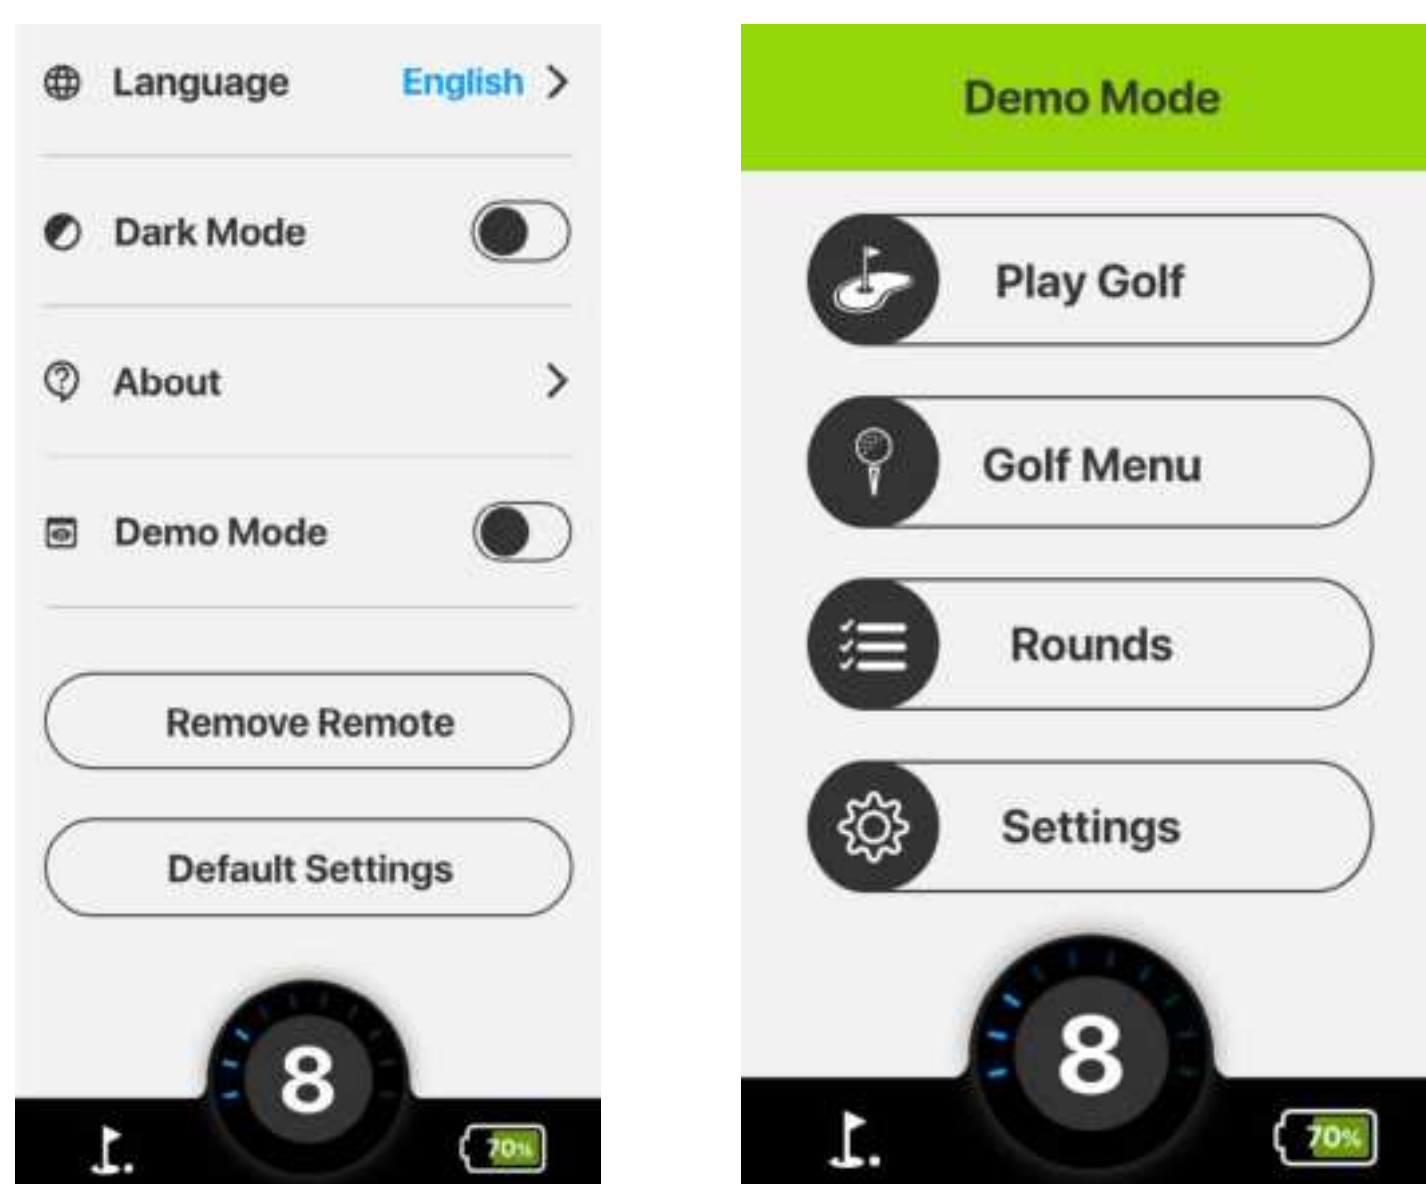 Language English
Dark Mode
About
Demo Mode
Remove Remote
Default Settings
8
70%
Demo Mode
Play Golf
Golf Menu
Rounds
Settings
8
70%